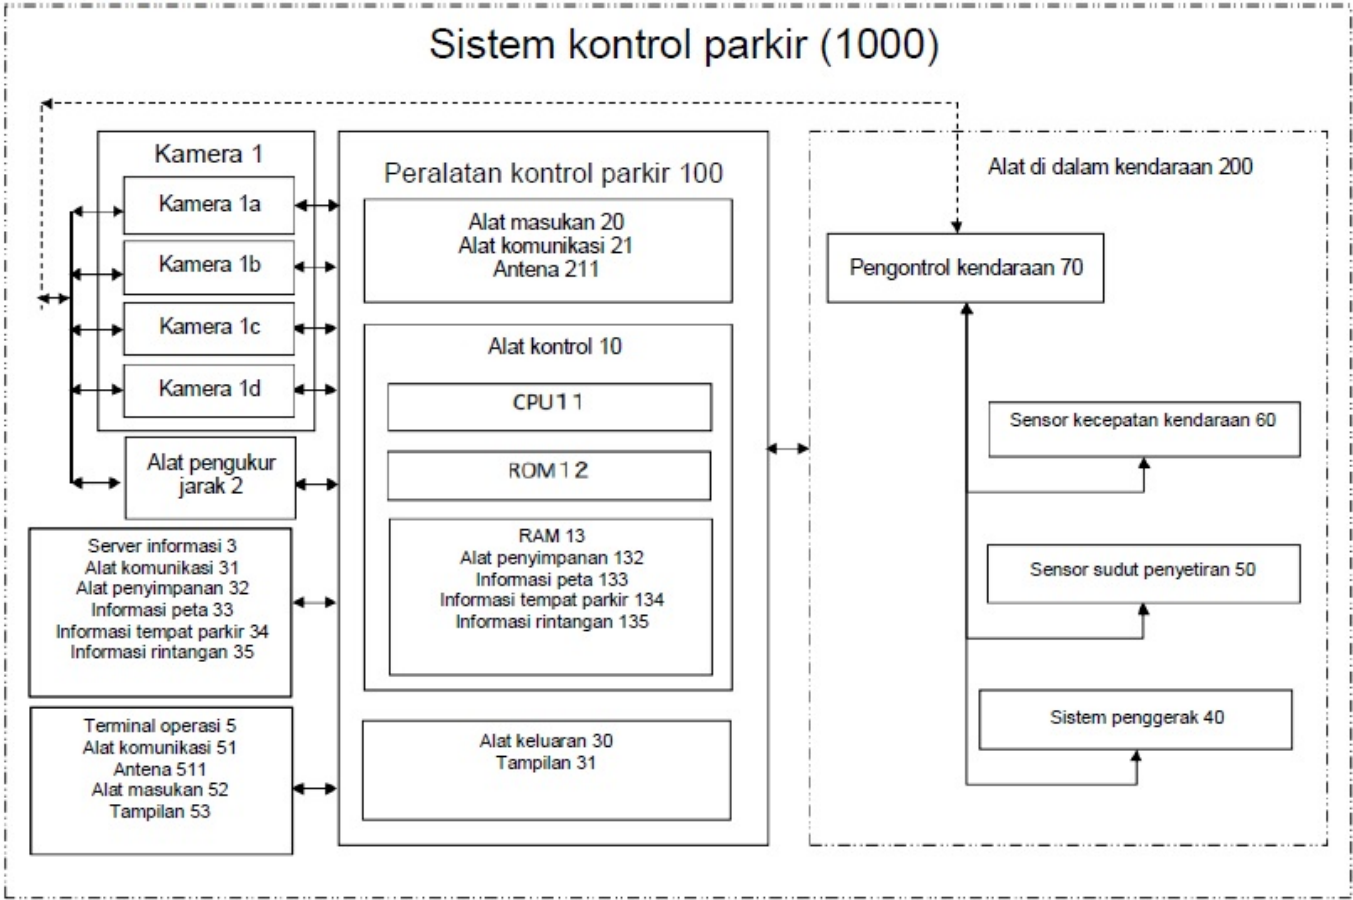 Sistem kontrol parkir (1000)
Kamera 1
Kamera 1a
Kamera 1b
Kamera 1c
Kamera 1d
Alat pengukur
jarak 2
Server informasi 3
Alat komunikasi 31
Alat penyimpanan 32
Informasi peta 33
Informasi tempat parkir 34
Informasi rintangan 35
Terminal operasi 5
Alat komunikasi 51
Antena 511
Alat masukan 52
Tampilan 53
Peralatan kontrol parkir 100
Alat masukan 20
Alat komunikasi 21
Antena 211
Alat kontrol 10
CPU 1 1
ROM 1 2
RAM 13
Alat penyimpanan 132
Informasi peta 133
Informasi tempat parkir 134
Informasi rintangan 135
Alat keluaran 30
Tampilan 31
Alat di dalam kendaraan 200
Pengontrol kendaraan 70
Sensor kecepatan kendaraan 60
Sensor sudut penyetiran 50
Sistem penggerak 40